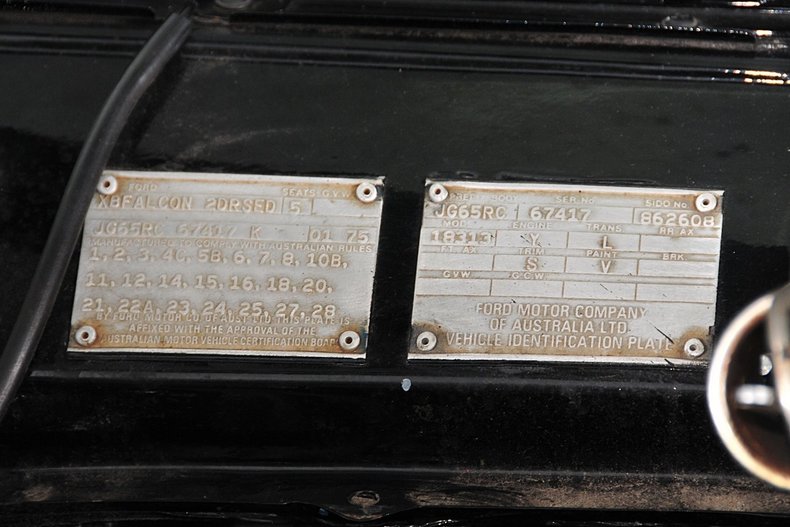 FORD SEATS G.V.W.
XBFALCON 2DRSED 5
JG65RC 67417 K 01 75
MANUFACTURED TO COMPLY WITH AUSTRALIAN RULES
1, 2, 3, 4C, 5B, 6, 7, 8, 10B,
11, 12, 14, 15, 16, 18, 20,
21, 22A, 23, 24, 25, 27, 28
BY FORD MOTOR CO OF AUST LTD. THIS PLATE IS
AFFIXED WITH THE APPROVAL OF THE
AUSTRALIAN MOTOR VEHICLE CERTIFICATION BOARD
PREF. BODY SER. No SIDO No
JG65RC 67417 862608
MOD. ENGINE TRANS RR. AX
18313 Y L
FT. AX. TRIM PAINT BRK.
S V
G.V.W. G.C.W.
FORD MOTOR COMPANY
OF AUSTRALIA LTD.
VEHICLE IDENTIFICATION PLATE